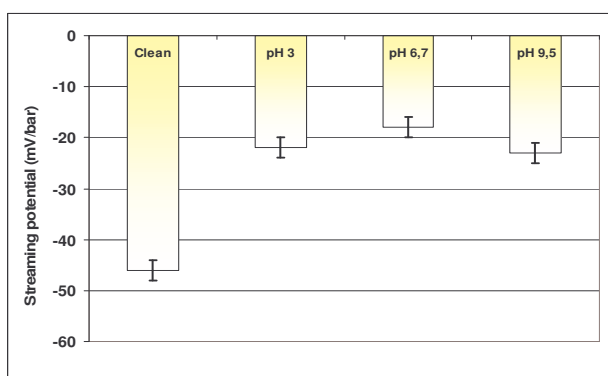 0
Clean
pH 3
pH 6,7
pH 9,5
-10
-20
-30
-40
-50
-60
Streaming potential (mV/bar)